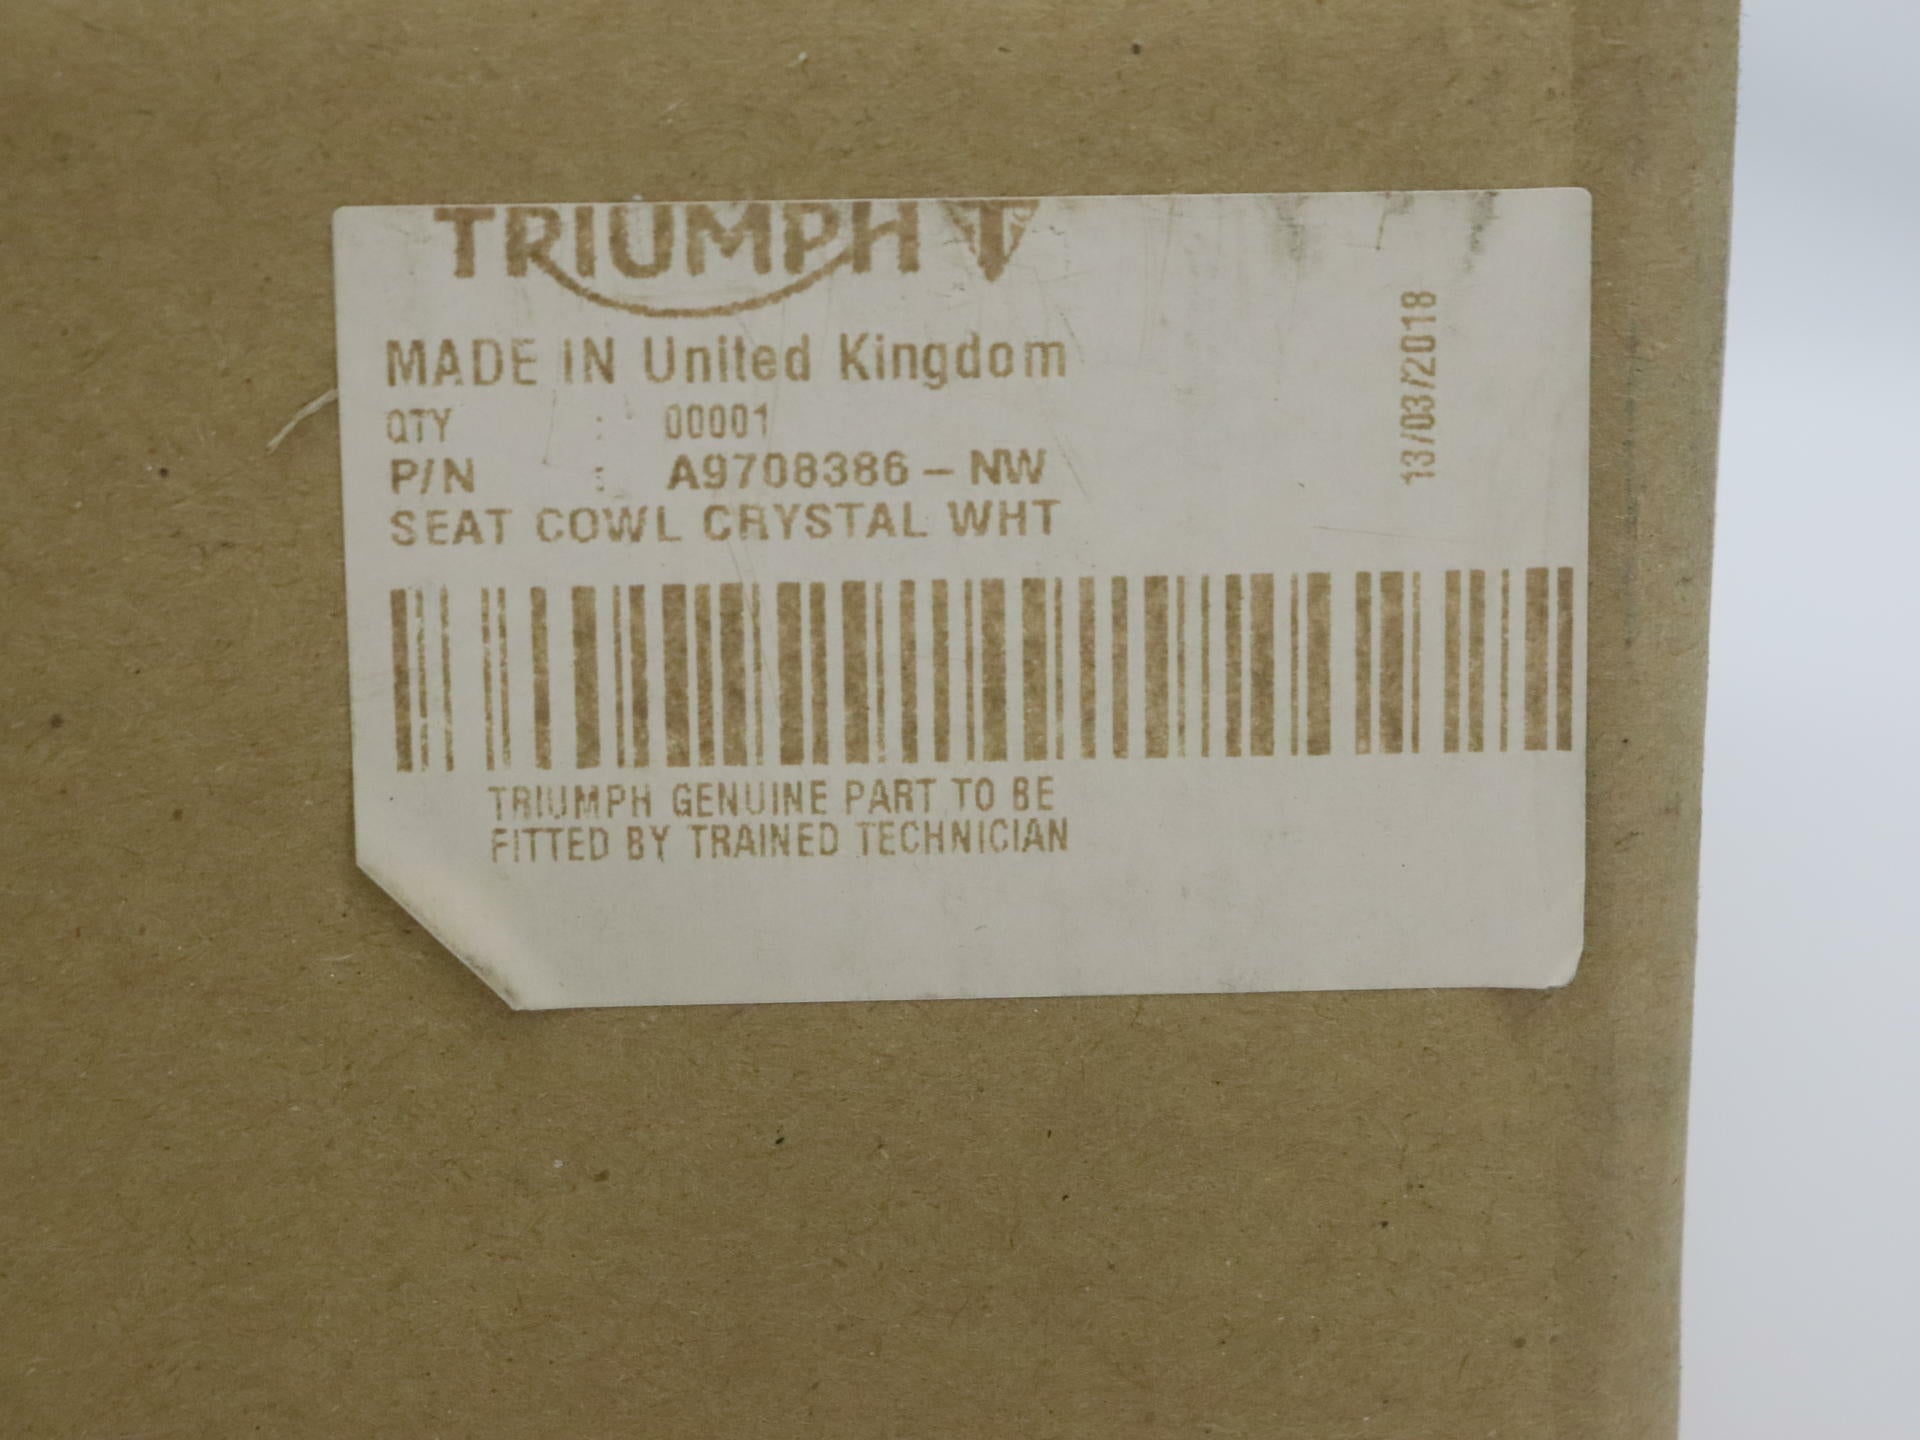 TRIUMPH
MADE IN United Kingdom
QTY : 00001
P/N : A9708386-NW
SEAT COWL CRYSTAL WHT
13/03/2018
TRIUMPH GENUINE PART TO BE
FITTED BY TRAINED TECHNICIAN